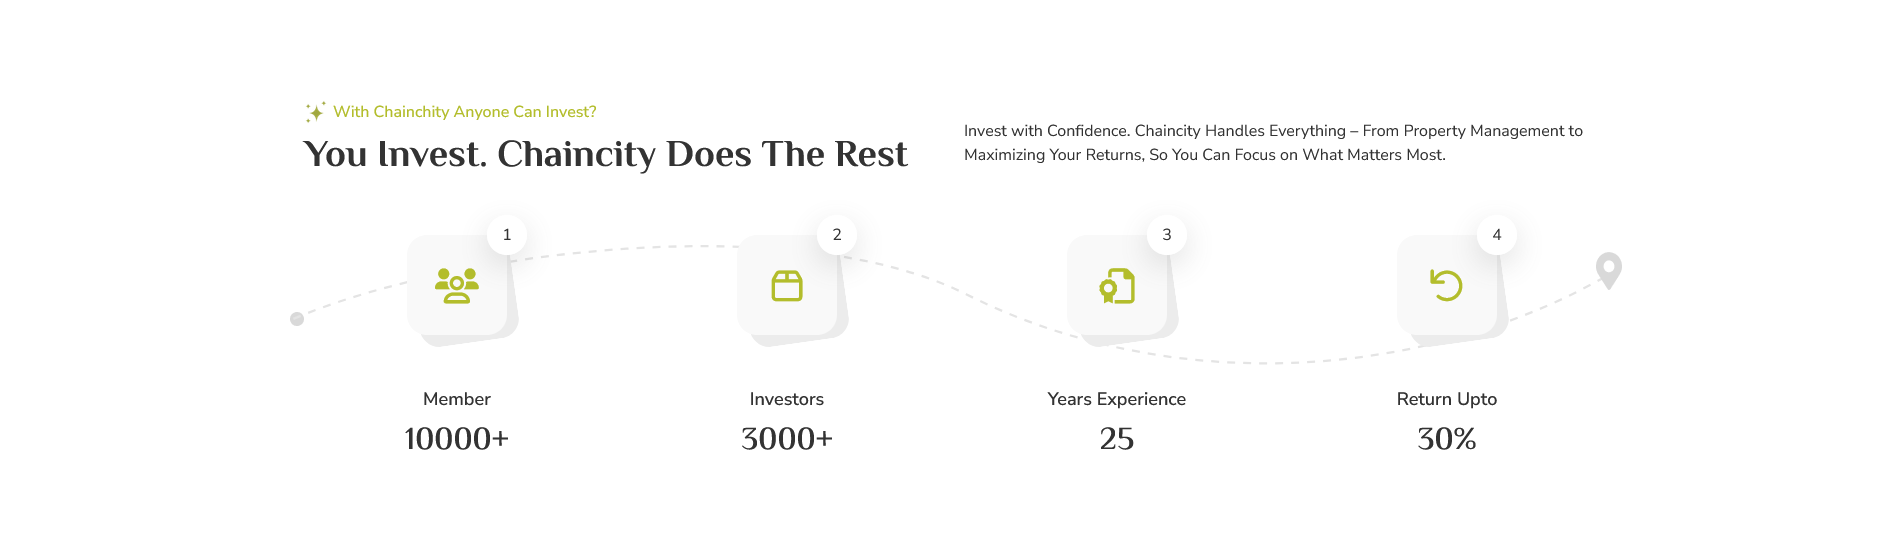 With Chainchity Anyone Can Invest?
You Invest. Chaincity Does The Rest
Invest with Confidence. Chaincity Handles Everything – From Property Management to
Maximizing Your Returns, So You Can Focus on What Matters Most.
1
2
3
4
Member
Investors
Years Experience
Return Upto
10000+
3000+
25
30%